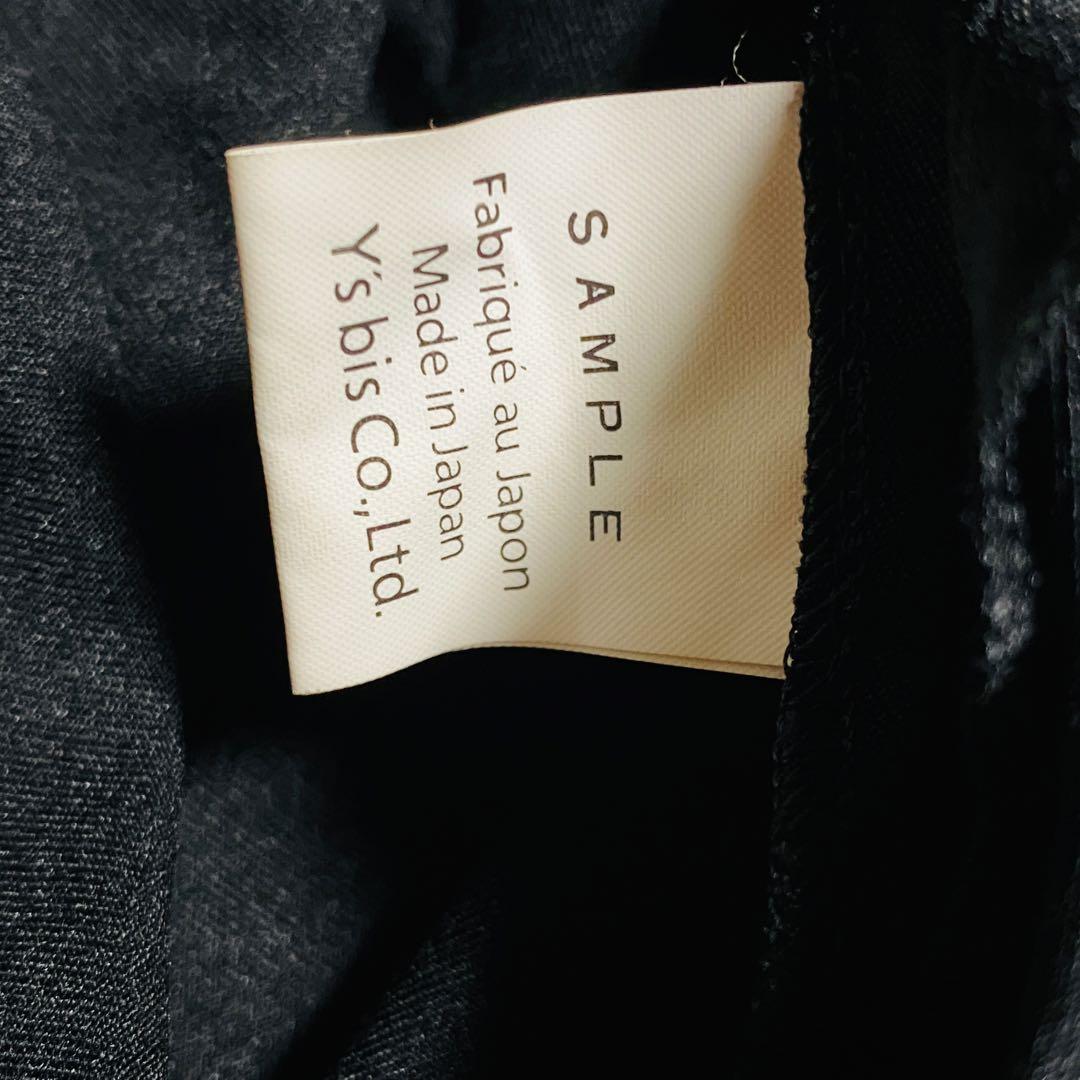 SAMPLE
Fabriqué au Japon
Made in Japan
Y's bis Co.,Ltd.